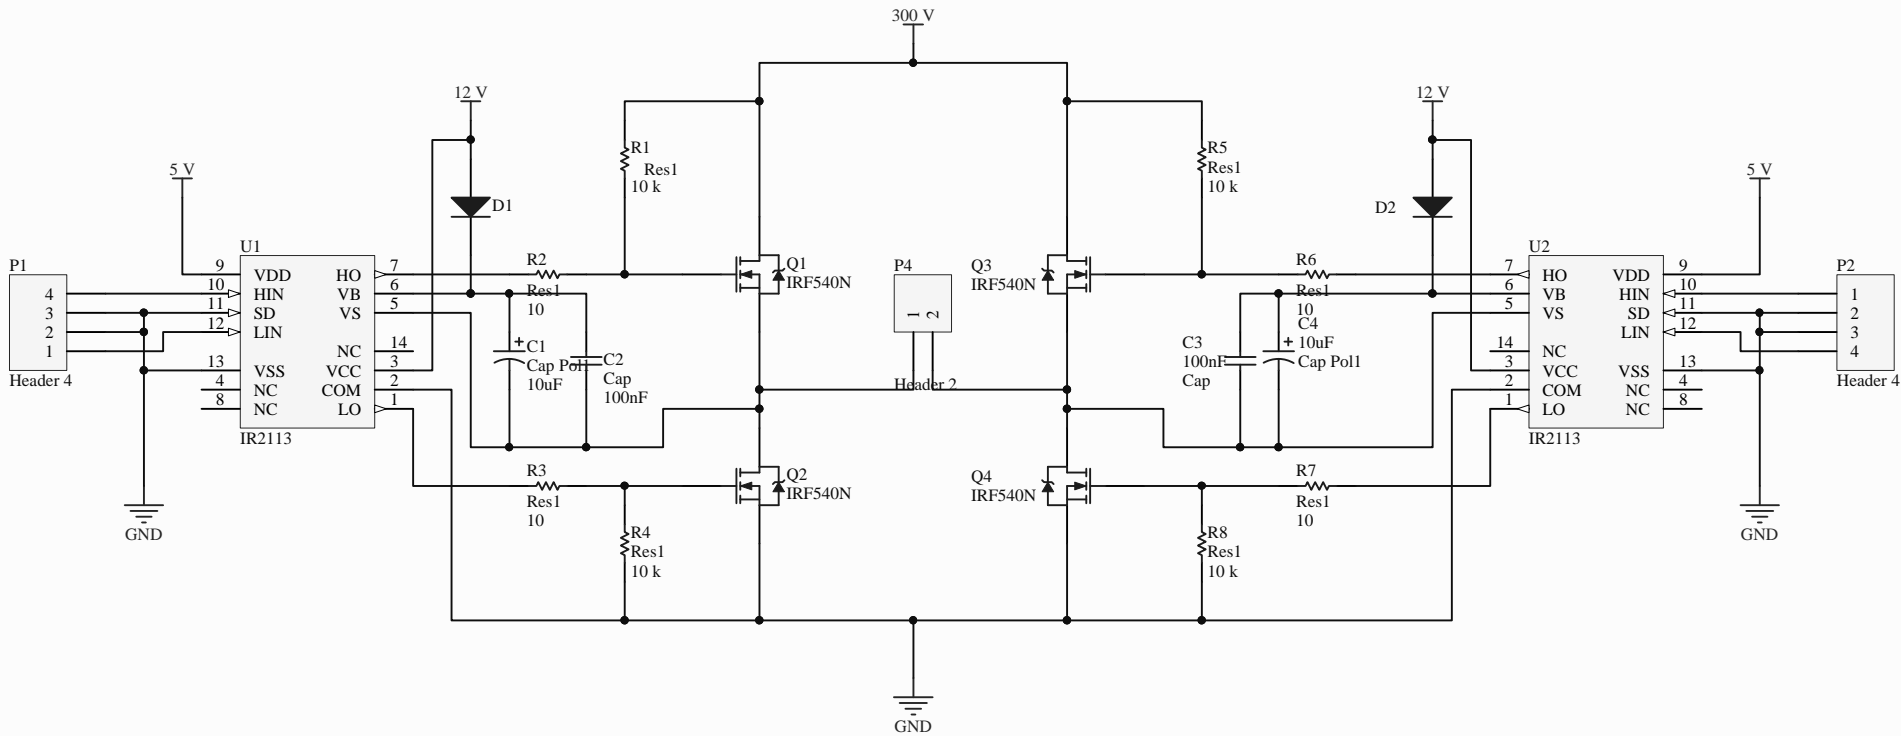 300 V
12 V
12 V
R1
Res1
10 k
R5
Res1
10 k
5 V
5 V
D1
D2
U1
U2
P1
4
3
2
1
Header 4
9
10
11
12
13
4
8
VDD
HIN
SD
LIN
VSS
NC
NC
HO
VB
VS
NC
VCC
COM
LO
7
6
5
14
3
2
1
IR2113
R2
Res1
10
Q1
IRF540N
P4
1
2
Header 2
Q3
IRF540N
R6
Res1
10
C1
Cap Pol1
10uF
C2
Cap
100nF
C3
100nF
Cap
C4
10uF
Cap Pol1
7
6
5
14
3
2
1
HO
VB
VS
NC
VCC
COM
LO
VDD
HIN
SD
LIN
VSS
NC
NC
9
10
11
12
13
4
8
IR2113
P2
1
2
3
4
Header 4
R3
Res1
10
Q2
IRF540N
Q4
IRF540N
R7
Res1
10
R4
Res1
10 k
R8
Res1
10 k
GND
GND
GND